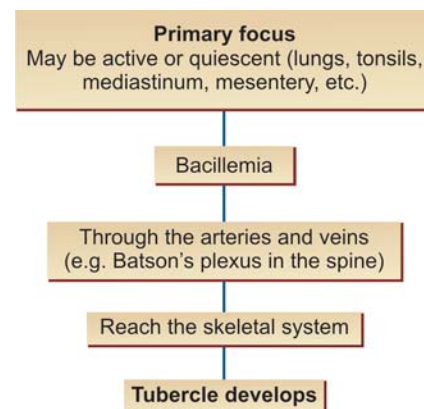 Primary focus
May be active or quiescent (lungs, tonsils,
mediastinum, mesentery, etc.)
Bacillemia
Through the arteries and veins
(e.g. Batson's plexus in the spine)
Reach the skeletal system
Tubercle develops